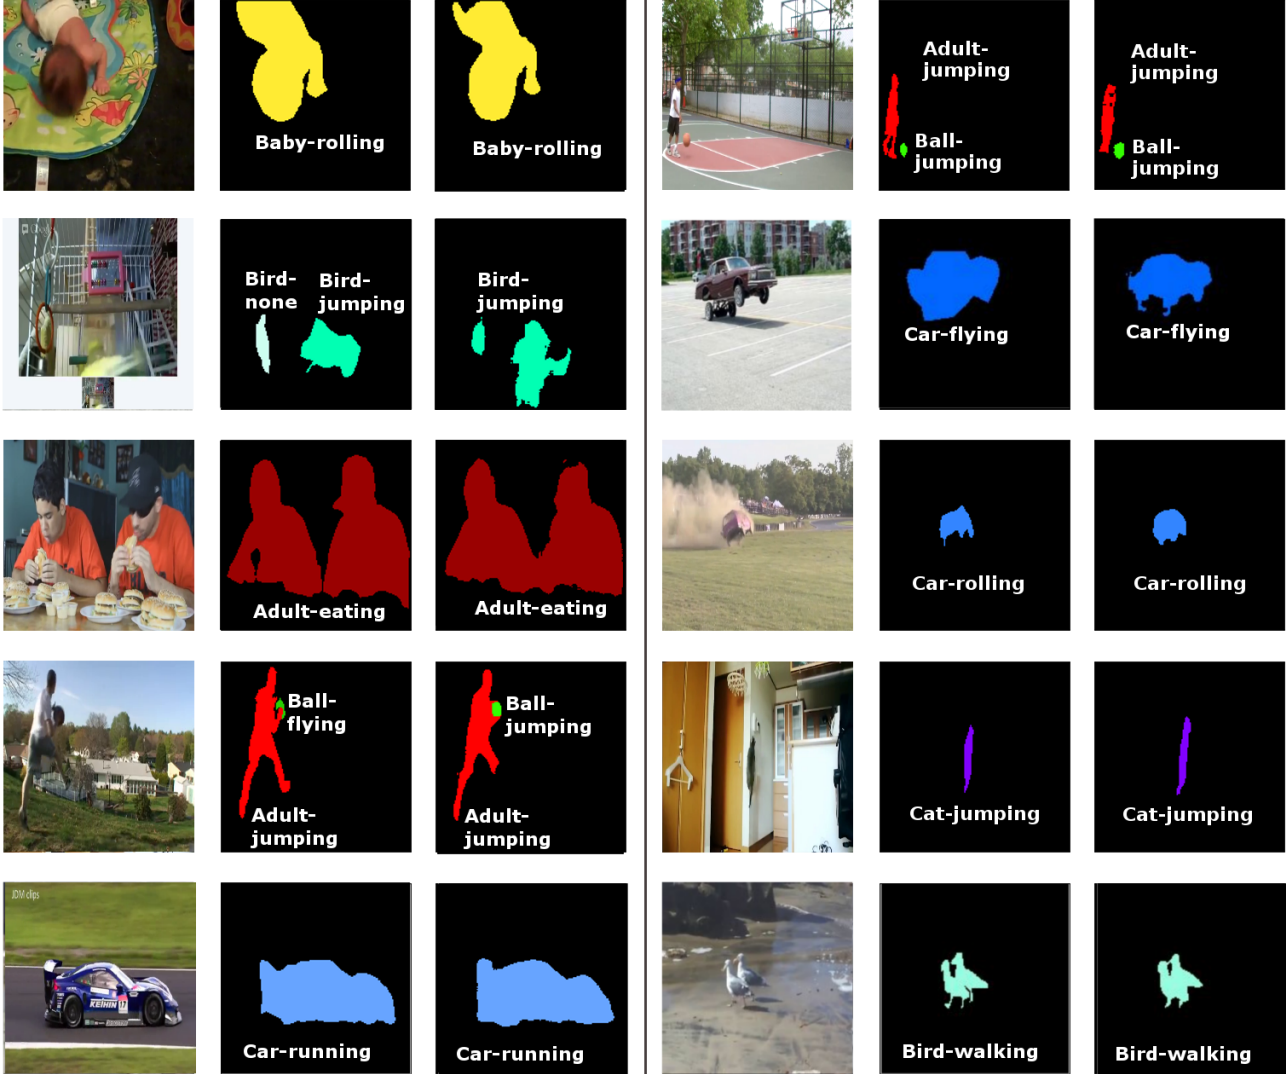 Baby-rolling
Baby-rolling
Adult-
jumping
Ball-
jumping
Adult-
jumping
Ball-
jumping
Bird-
none
Bird-
jumping
Bird-
jumping
Car-flying
Car-flying
Adult-eating
Adult-eating
Car-rolling
Car-rolling
Ball-
flying
Adult-
jumping
Ball-
jumping
Adult-
jumping
Cat-jumping
Cat-jumping
JDM clips
KEIHIN
Car-running
Car-running
Bird-walking
Bird-walking